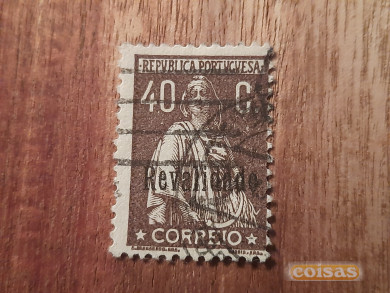 REPUBLICA PORTUGUESA
40 C.
Revalidado
★ CORREIO ★
coisas